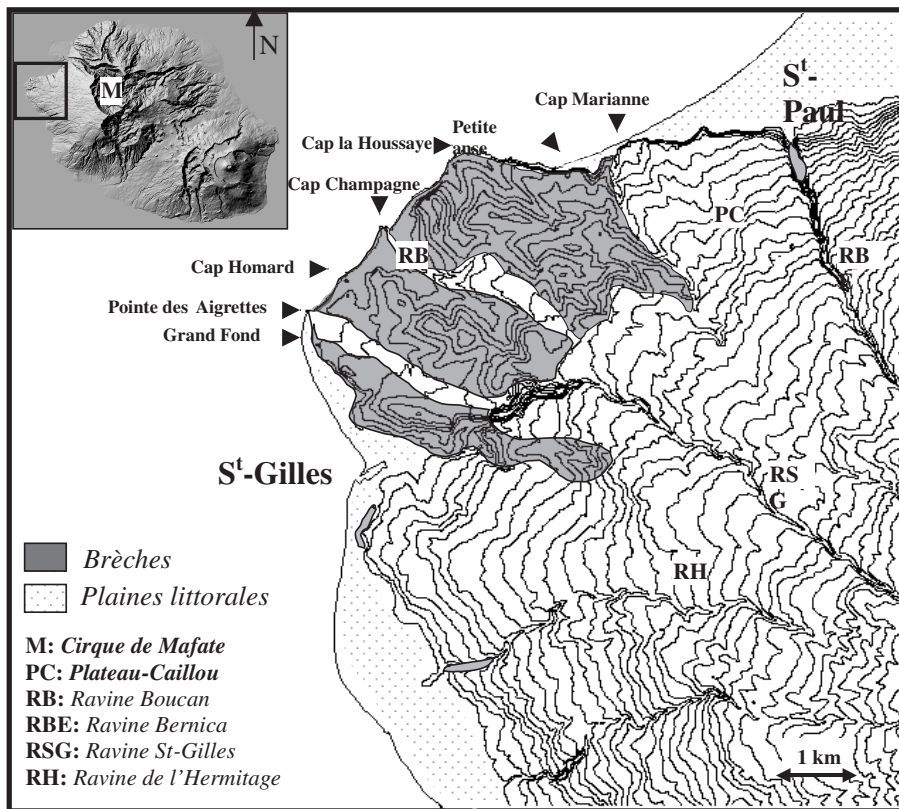 N
M
S^t-
Paul
Cap Marianne
Petite
anse
Cap la Houssaye
Cap Champagne
PC
RB
RB
Cap Homard
Pointe des Aigrettes
Grand Fond
S^t-Gilles
RS
G
RH
Brèches
Plaines littorales
M: Cirque de Mafate
PC: Plateau-Caillou
RB: Ravine Boucan
RBE: Ravine Bernica
RSG: Ravine St-Gilles
RH: Ravine de l'Hermitage
1 km